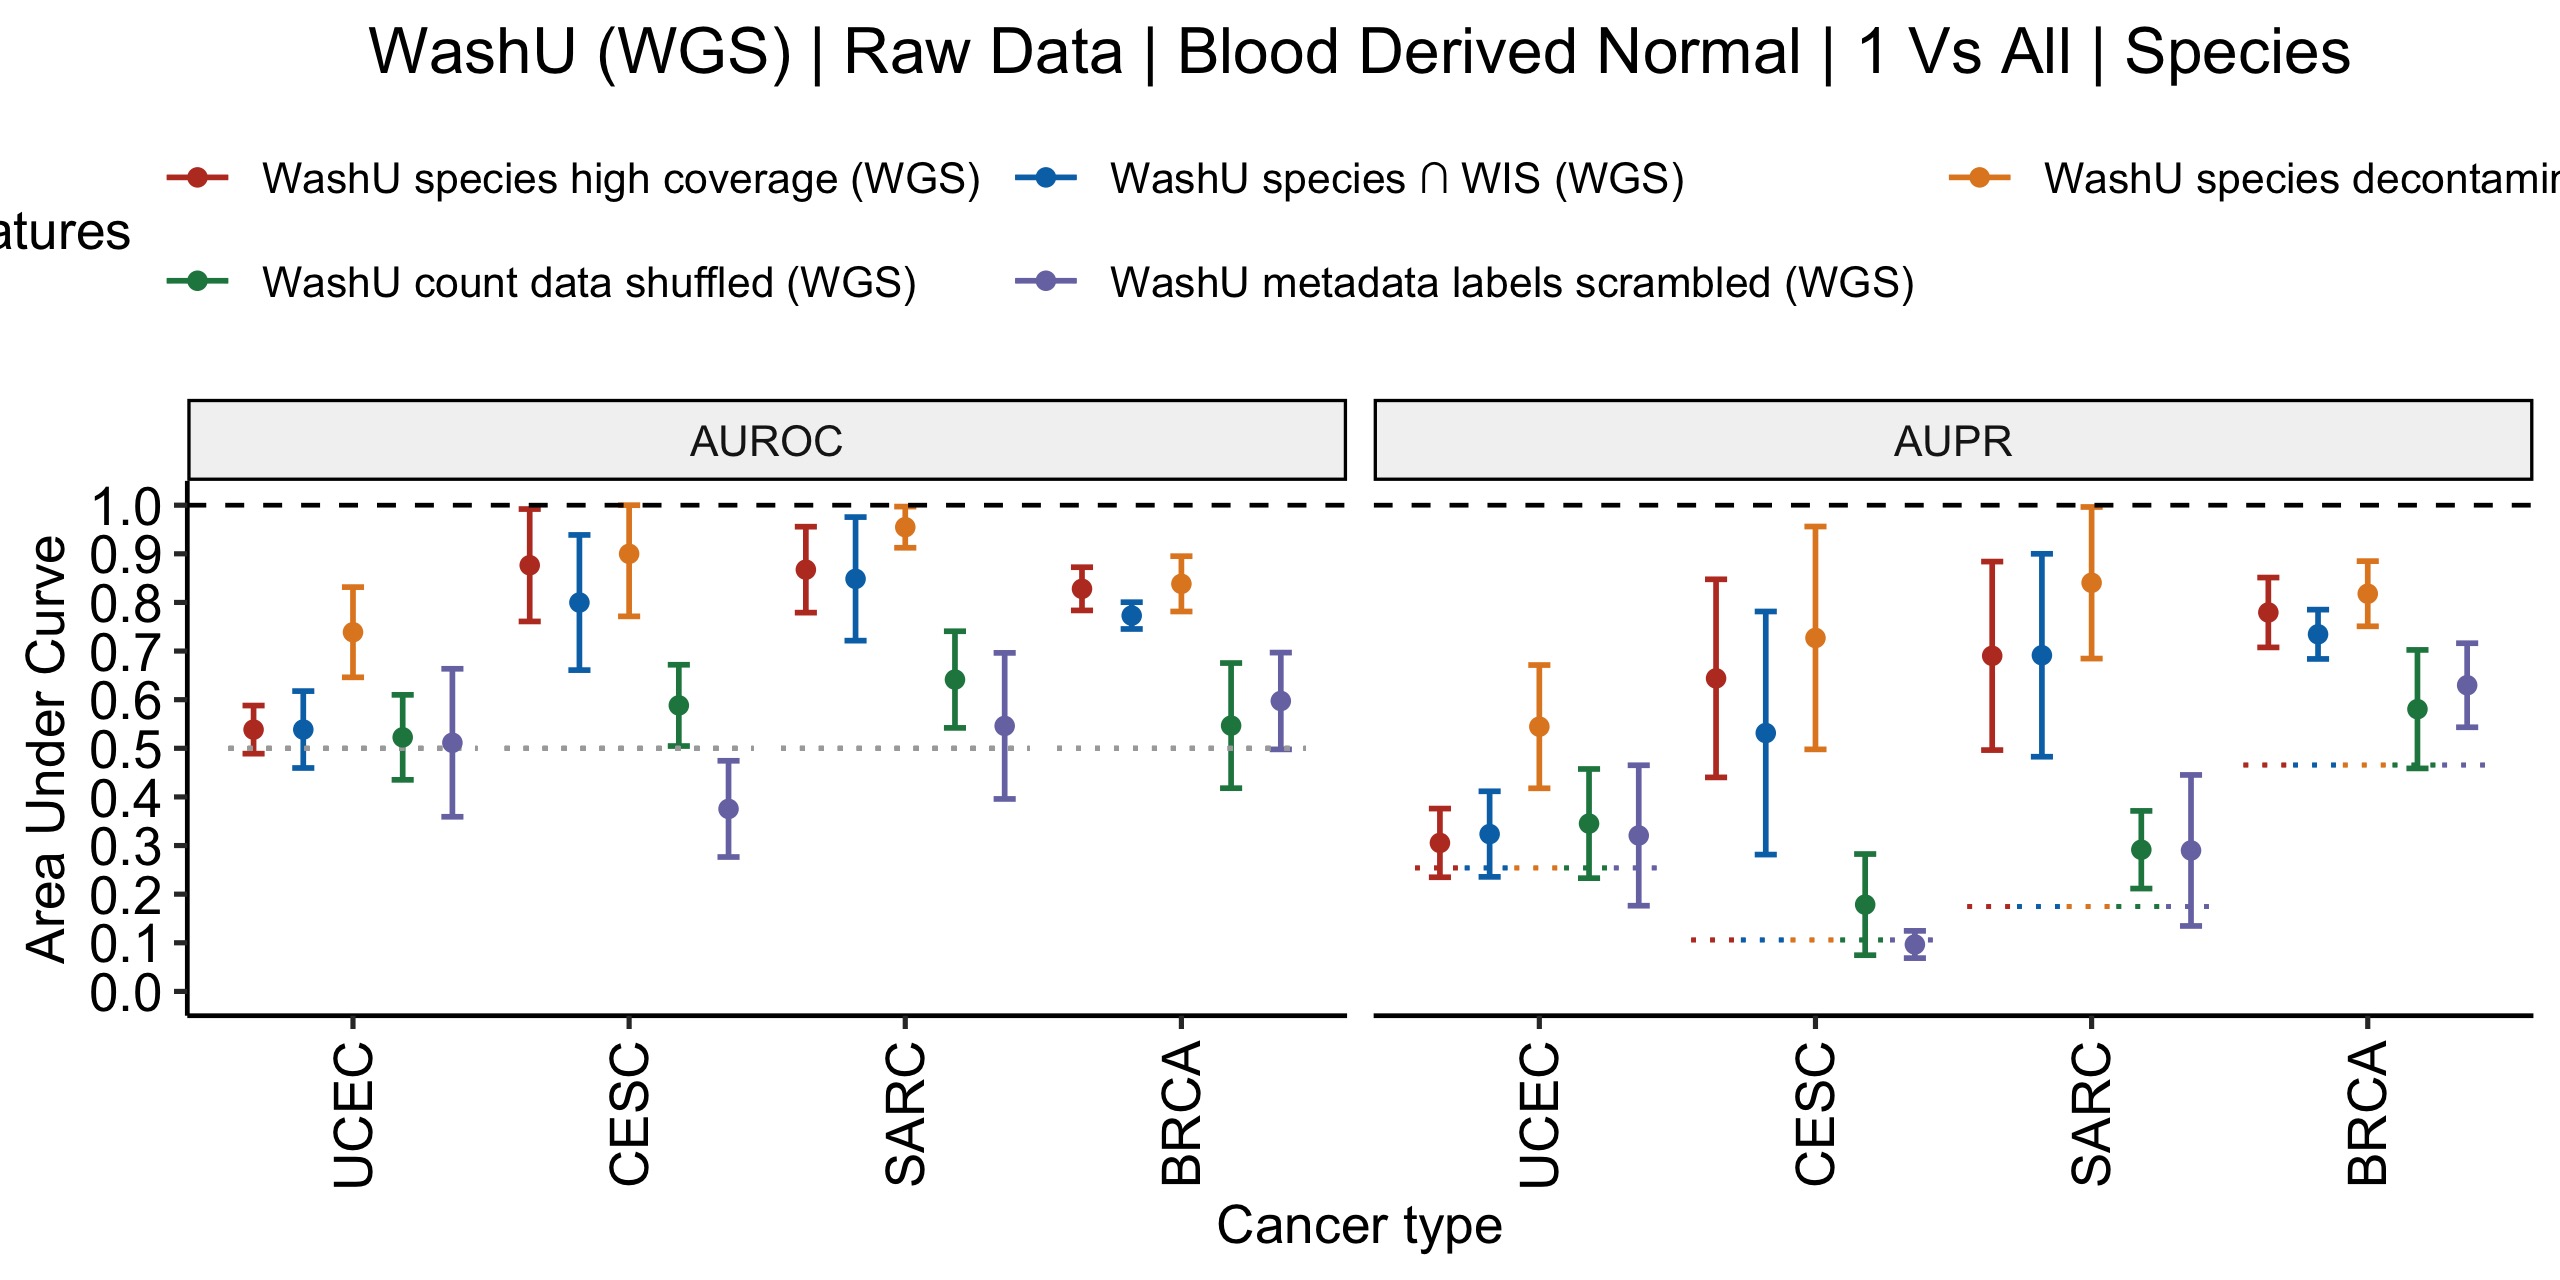 WashU (WGS) | Raw Data | Blood Derived Normal | 1 Vs All | Species
WashU species high coverage (WGS)
WashU species ∩ WIS (WGS)
WashU species decontamin
atures
WashU count data shuffled (WGS)
WashU metadata labels scrambled (WGS)
AUROC
AUPR
Area Under Curve
1.0
0.9
0.8
0.7
0.6
0.5
0.4
0.3
0.2
0.1
0.0
UCEC
CESC
SARC
BRCA
UCEC
CESC
SARC
BRCA
Cancer type